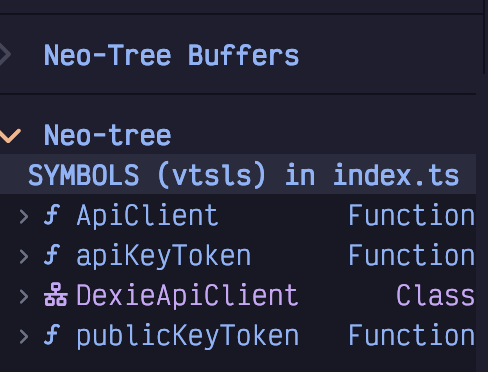 Neo-Tree Buffers
Neo-tree
SYMBOLS (vtsls) in index.ts
f ApiClient Function
f apiKeyToken Function
DexieApiClient Class
f publicKeyToken Function